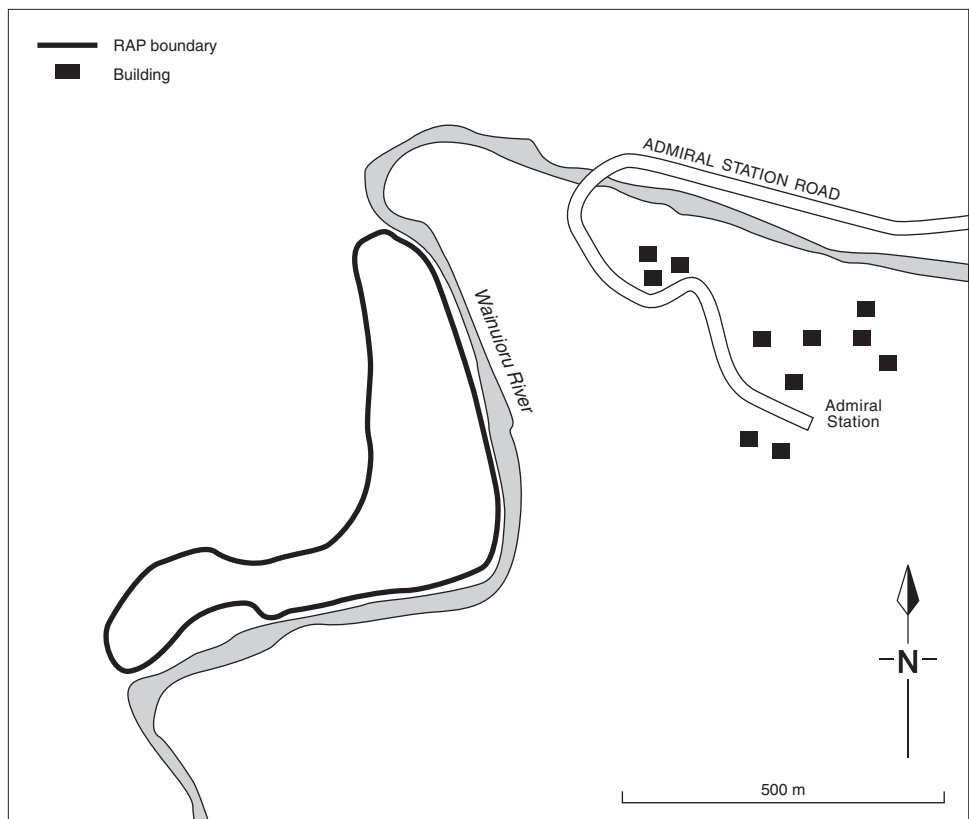 RAP boundary
Building
ADMIRAL STATION ROAD
Wainuioru River
Admiral
Station
N
500 m